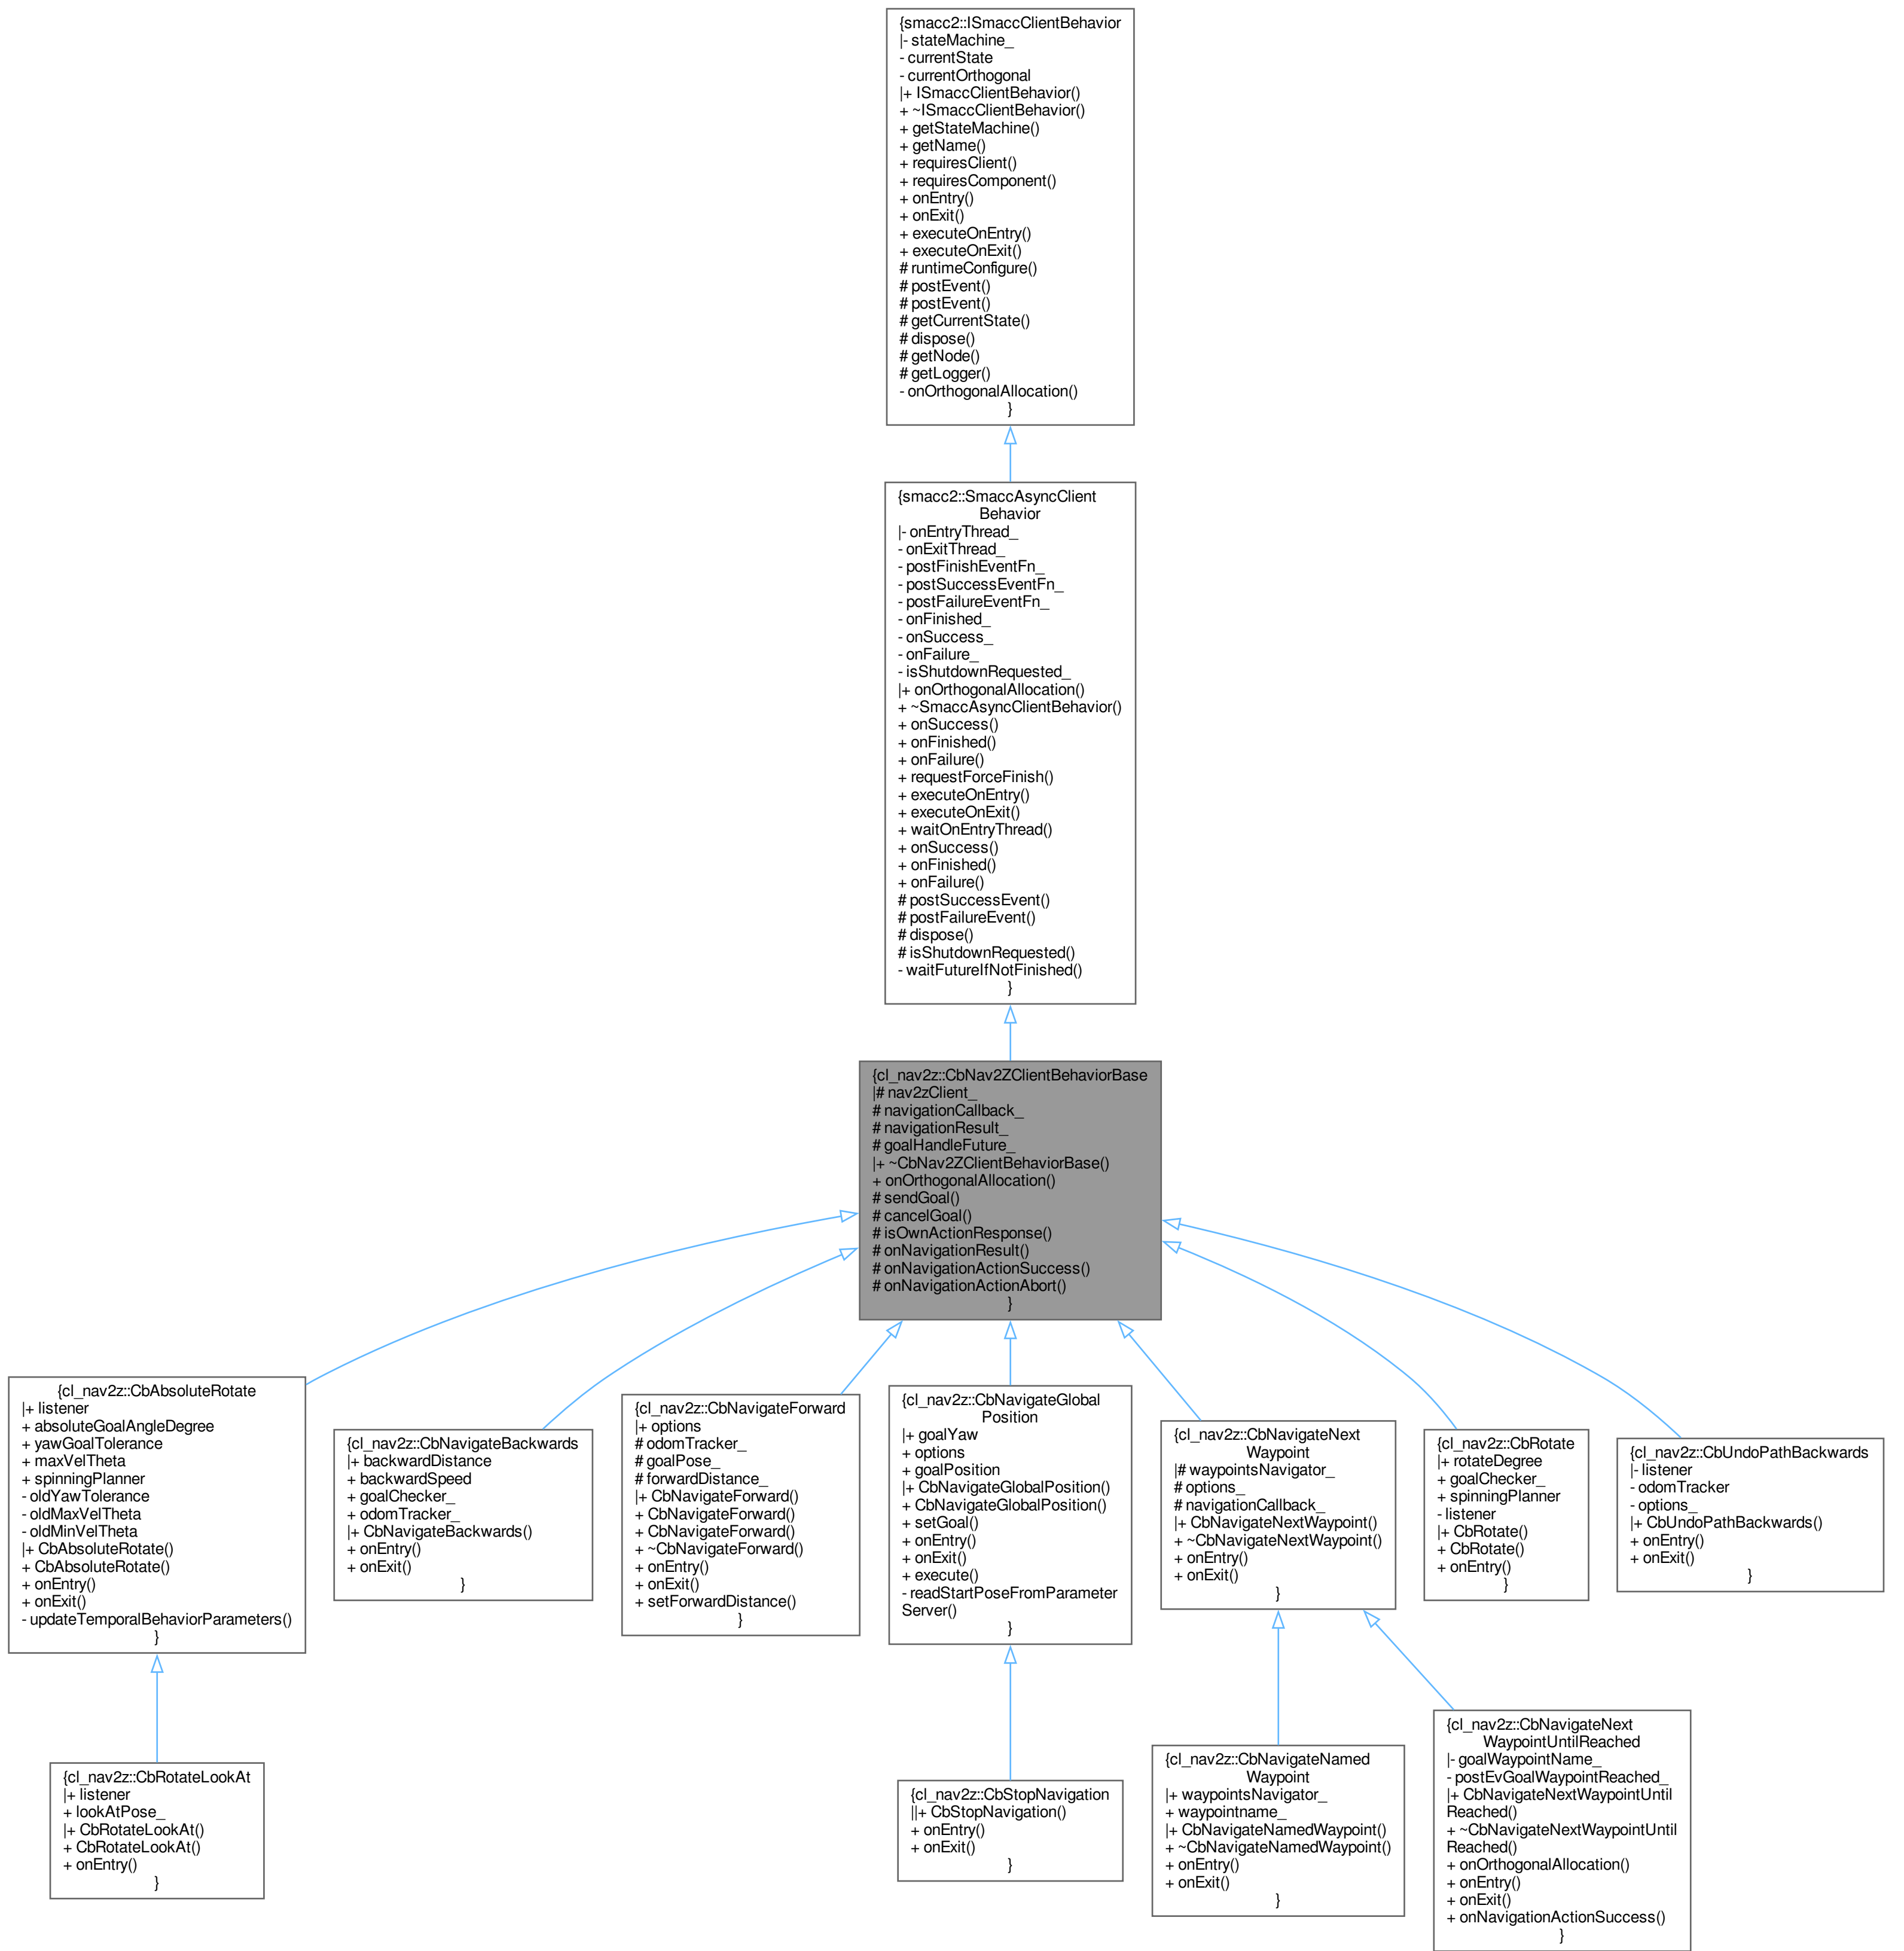 {smacc2::ISmaccClientBehavior
|- stateMachine_
- currentState
- currentOrthogonal
|+ ISmaccClientBehavior()
+ ~ISmaccClientBehavior()
+ getStateMachine()
+ getName()
+ requiresClient()
+ requiresComponent()
+ onEntry()
+ onExit()
+ executeOnEntry()
+ executeOnExit()
# runtimeConfigure()
# postEvent()
# postEvent()
# getCurrentState()
# dispose()
# getNode()
# getLogger()
- onOrthogonalAllocation()
}
{smacc2::SmaccAsyncClient
Behavior
|- onEntryThread_
- onExitThread_
- postFinishEventFn_
- postSuccessEventFn_
- postFailureEventFn_
- onFinished_
- onSuccess_
- onFailure_
- isShutdownRequested_
|+ onOrthogonalAllocation()
+ ~SmaccAsyncClientBehavior()
+ onSuccess()
+ onFinished()
+ onFailure()
+ requestForceFinish()
+ executeOnEntry()
+ executeOnExit()
+ waitOnEntryThread()
+ onSuccess()
+ onFinished()
+ onFailure()
# postSuccessEvent()
# postFailureEvent()
# dispose()
# isShutdownRequested()
- waitFutureIfNotFinished()
}
{cl_nav2z::CbNav2ZClientBehaviorBase
|# nav2zClient_
# navigationCallback_
# navigationResult_
# goalHandleFuture_
|+ ~CbNav2ZClientBehaviorBase()
+ onOrthogonalAllocation()
# sendGoal()
# cancelGoal()
# isOwnActionResponse()
# onNavigationResult()
# onNavigationActionSuccess()
# onNavigationActionAbort()
}
{cl_nav2z::CbAbsoluteRotate
|+ listener
+ absoluteGoalAngleDegree
+ yawGoalTolerance
+ maxVelTheta
+ spinningPlanner
- oldYawTolerance
- oldMaxVelTheta
- oldMinVelTheta
|+ CbAbsoluteRotate()
+ CbAbsoluteRotate()
+ onEntry()
+ onExit()
- updateTemporalBehaviorParameters()
}
{cl_nav2z::CbNavigateBackwards
|+ backwardDistance
+ backwardSpeed
+ goalChecker_
+ odomTracker_
|+ CbNavigateBackwards()
+ onEntry()
+ onExit()
}
{cl_nav2z::CbNavigateForward
|+ options
# odomTracker_
# goalPose_
# forwardDistance_
|+ CbNavigateForward()
+ CbNavigateForward()
+ CbNavigateForward()
+ ~CbNavigateForward()
+ onEntry()
+ onExit()
+ setForwardDistance()
}
{cl_nav2z::CbNavigateGlobal
Position
|+ goalYaw
+ options
+ goalPosition
|+ CbNavigateGlobalPosition()
+ CbNavigateGlobalPosition()
+ setGoal()
+ onEntry()
+ onExit()
+ execute()
- readStartPoseFromParameter
Server()
}
{cl_nav2z::CbNavigateNext
Waypoint
|# waypointsNavigator_
# options_
# navigationCallback_
|+ CbNavigateNextWaypoint()
+ ~CbNavigateNextWaypoint()
+ onEntry()
+ onExit()
}
{cl_nav2z::CbRotate
|+ rotateDegree
+ goalChecker_
+ spinningPlanner
- listener
|+ CbRotate()
+ CbRotate()
+ onEntry()
}
{cl_nav2z::CbUndoPathBackwards
|- listener
- odomTracker
- options_
|+ CbUndoPathBackwards()
+ onEntry()
+ onExit()
}
{cl_nav2z::CbRotateLookAt
|+ listener
+ lookAtPose_
|+ CbRotateLookAt()
+ CbRotateLookAt()
+ onEntry()
}
{cl_nav2z::CbStopNavigation
||+ CbStopNavigation()
+ onEntry()
+ onExit()
}
{cl_nav2z::CbNavigateNamed
Waypoint
|+ waypointsNavigator_
+ waypointname_
|+ CbNavigateNamedWaypoint()
+ ~CbNavigateNamedWaypoint()
+ onEntry()
+ onExit()
}
{cl_nav2z::CbNavigateNext
WaypointUntilReached
|- goalWaypointName_
- postEvGoalWaypointReached_
|+ CbNavigateNextWaypointUntil
Reached()
+ ~CbNavigateNextWaypointUntil
Reached()
+ onOrthogonalAllocation()
+ onEntry()
+ onExit()
+ onNavigationActionSuccess()
}